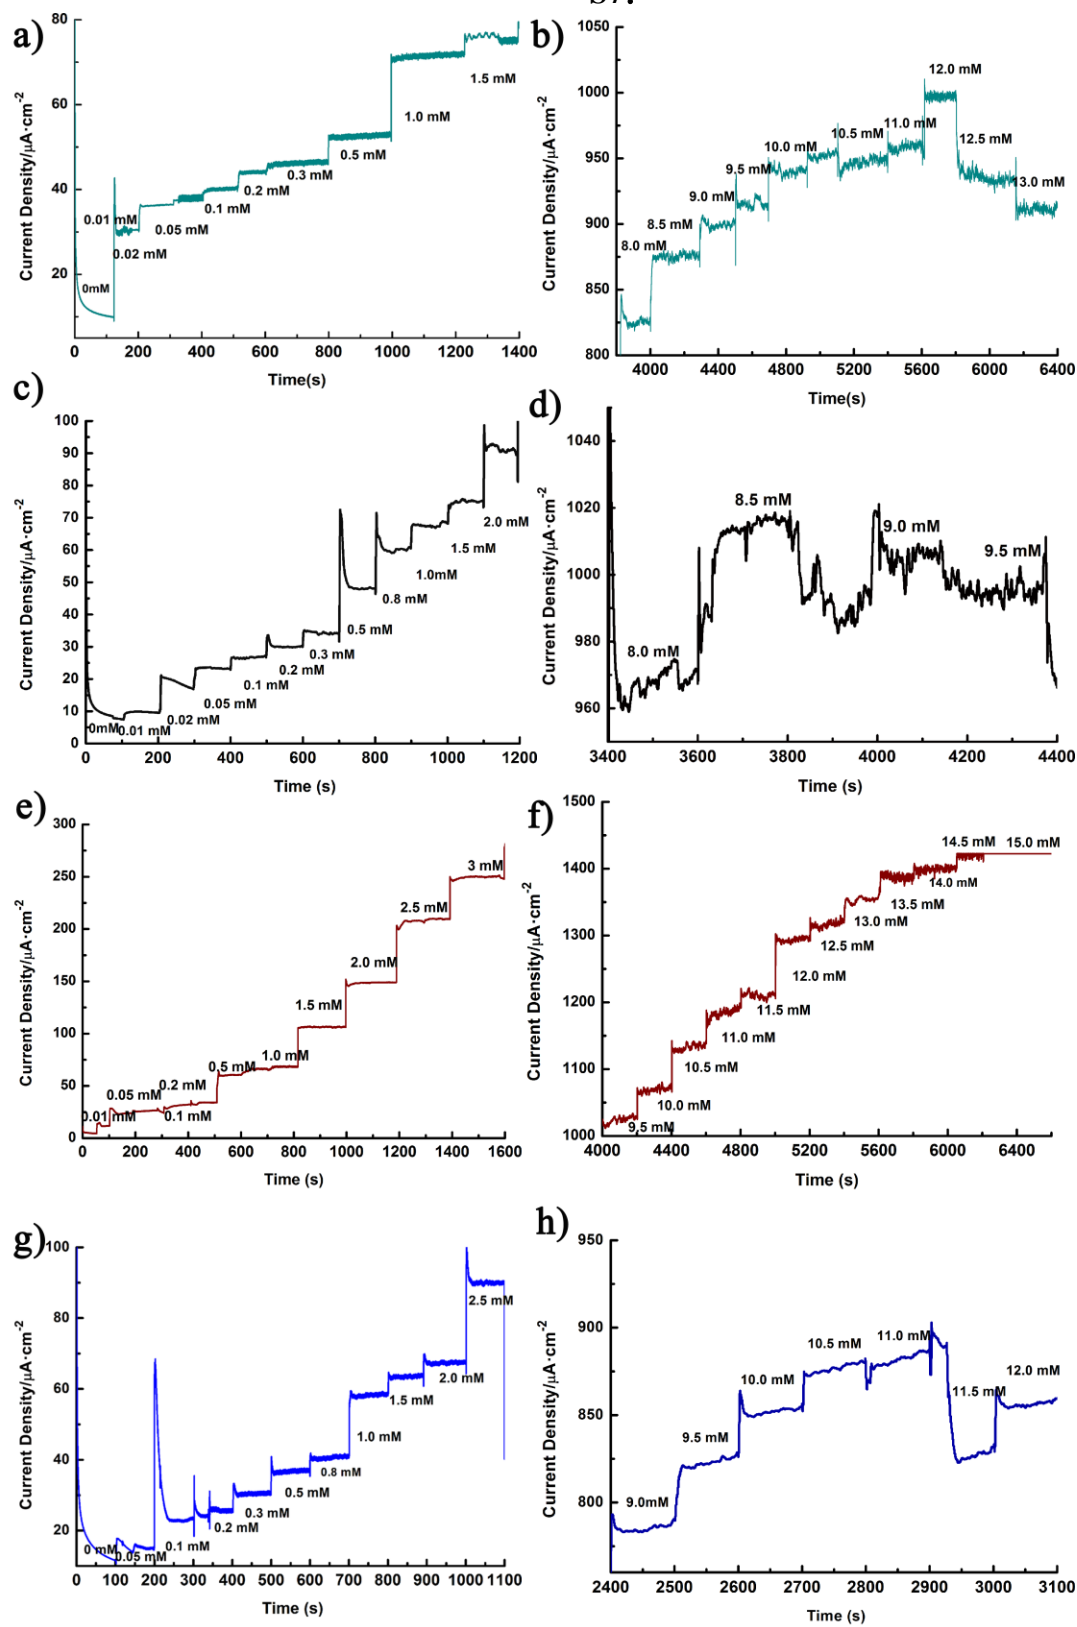 S7.
a)
Current Density/μA·cm-2
80
60
40
20
0mM
0.01 mM
0.02 mM
0.05 mM
0.1 mM
0.2 mM
0.3 mM
0.5 mM
1.0 mM
1.5 mM
0 200 400 600 800 1000 1200 1400
Time(s)
b)
Current Density/μA·cm-2
1050
1000
950
900
850
800
8.0 mM
8.5 mM
9.0 mM
9.5 mM
10.0 mM
10.5 mM
11.0 mM
12.0 mM
12.5 mM
13.0 mM
4000 4400 4800 5200 5600 6000 6400
Time(s)
c)
Current Density/μA·cm-2
100
90
80
70
60
50
40
30
20
10
0
0mM
0.01 mM
0.02 mM
0.05 mM
0.1 mM
0.2 mM
0.3 mM
0.5 mM
0.8 mM
1.0mM
1.5 mM
2.0 mM
0 200 400 600 800 1000 1200
Time (s)
d)
Current Density/μA·cm-2
1040
1020
1000
980
960
8.0 mM
8.5 mM
9.0 mM
9.5 mM
3400 3600 3800 4000 4200 4400
Time (s)
e)
Current Density/μA·cm-2
300
250
200
150
100
50
0
0.01 mM
0.05 mM
0.1 mM
0.2 mM
0.5 mM
1.0 mM
1.5 mM
2.0 mM
2.5 mM
3 mM
0 200 400 600 800 1000 1200 1400 1600
Time (s)
f)
Current Density/μA·cm-2
1500
1400
1300
1200
1100
1000
9.5 mM
10.0 mM
10.5 mM
11.0 mM
11.5 mM
12.0 mM
12.5 mM
13.0 mM
13.5 mM
14.0 mM
14.5 mM
15.0 mM
4000 4400 4800 5200 5600 6000 6400
Time (s)
g)
Current Density/μA·cm-2
100
80
60
40
20
0 mM
0.05 mM
0.1 mM
0.2 mM
0.3 mM
0.5 mM
0.8 mM
1.0 mM
1.5 mM
2.0 mM
2.5 mM
0 100 200 300 400 500 600 700 800 900 1000 1100
Time (s)
h)
Current Density/μA·cm-2
950
900
850
800
9.0mM
9.5 mM
10.0 mM
10.5 mM
11.0 mM
11.5 mM
12.0 mM
2400 2500 2600 2700 2800 2900 3000 3100
Time (s)